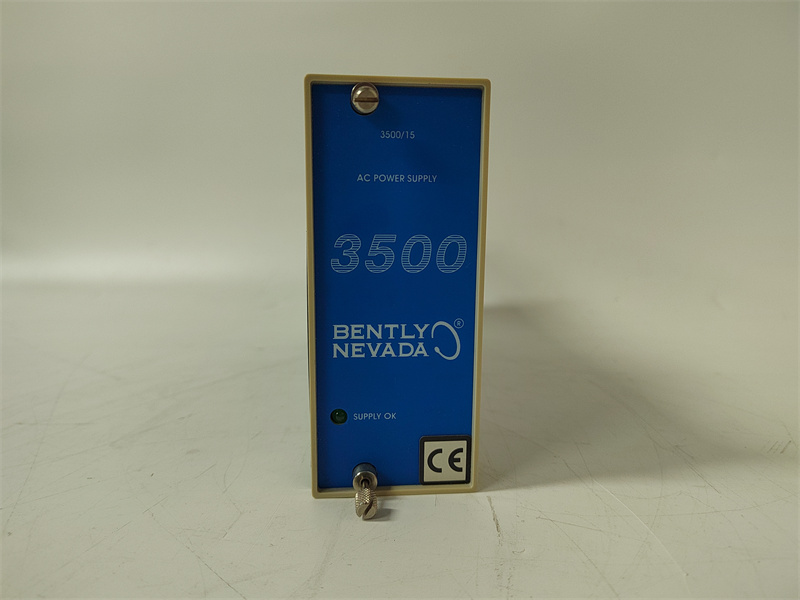 3500/15
AC POWER SUPPLY
3500
BENTLY
NEVADA ®
SUPPLY OK
CE